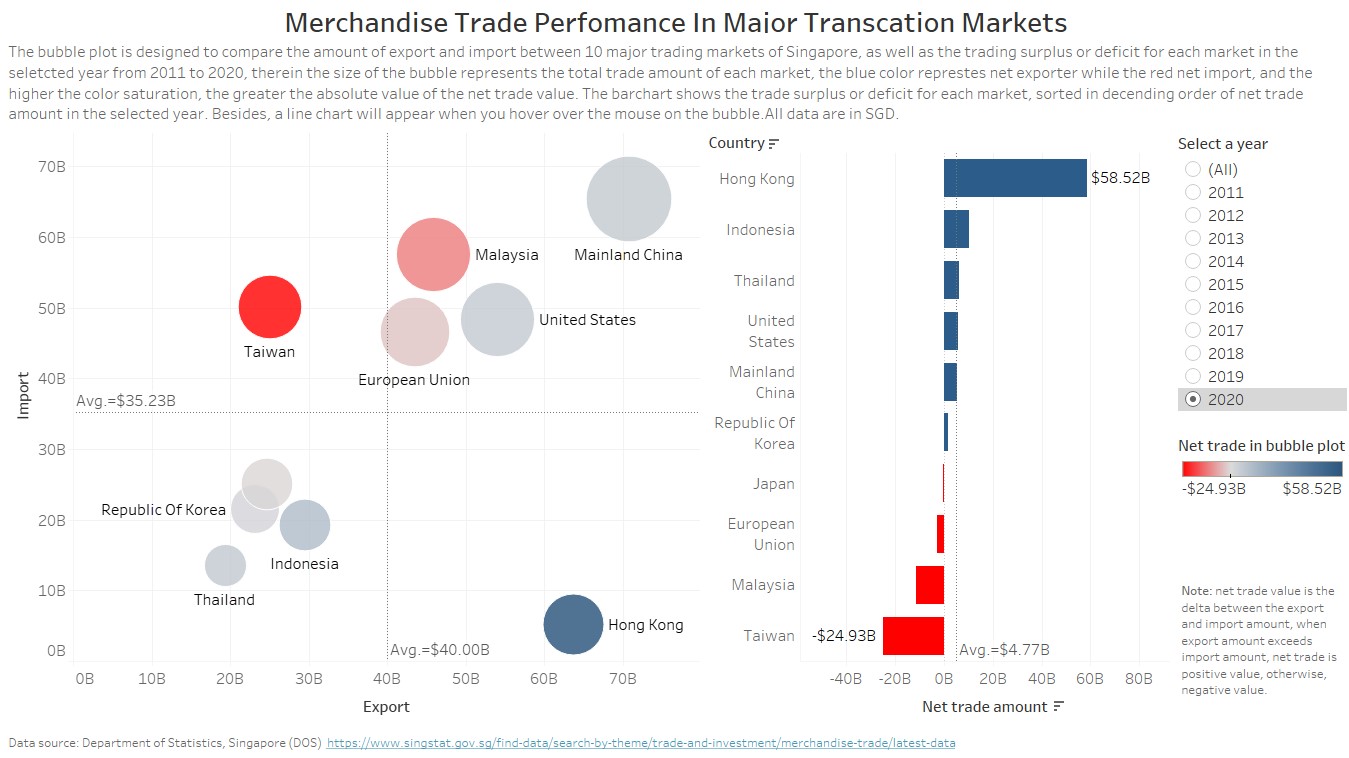 Merchandise Trade Perfomance In Major Transcation Markets
The bubble plot is designed to compare the amount of export and import between 10 major trading markets of Singapore, as well as the trading surplus or deficit for each market in the
seletcted year from 2011 to 2020, therein the size of the bubble represents the total trade amount of each market, the blue color represtes net exporter while the red net import, and the
higher the color saturation, the greater the absolute value of the net trade value. The barchart shows the trade surplus or deficit for each market, sorted in decending order of net trade
amount in the selected year. Besides, a line chart will appear when you hover over the mouse on the bubble.All data are in SGD.
70B
60B
50B
40B
30B
20B
10B
0B
Import
Mainland China
Malaysia
United States
Taiwan
European Union
Avg.=$35.23B
Republic Of Korea
Indonesia
Thailand
Hong Kong
Avg.=$40.00B
0B
10B
20B
30B
40B
50B
60B
70B
Export
Country
Hong Kong
$58.52B
Indonesia
Thailand
United
States
Mainland
China
Republic Of
Korea
Japan
European
Union
Malaysia
Taiwan
-$24.93B
Avg.=$4.77B
-40B
-20B
0B
20B
40B
60B
80B
Net trade amount
Select a year
(All)
2011
2012
2013
2014
2015
2016
2017
2018
2019
2020
Net trade in bubble plot
-$24.93B
$58.52B
Note: net trade value is the
delta between the export
and import amount, when
export amount exceeds
import amount, net trade is
positive value, otherwise,
negative value.
Data source: Department of Statistics, Singapore (DOS) https://www.singstat.gov.sg/find-data/search-by-theme/trade-and-investment/merchandise-trade/latest-data